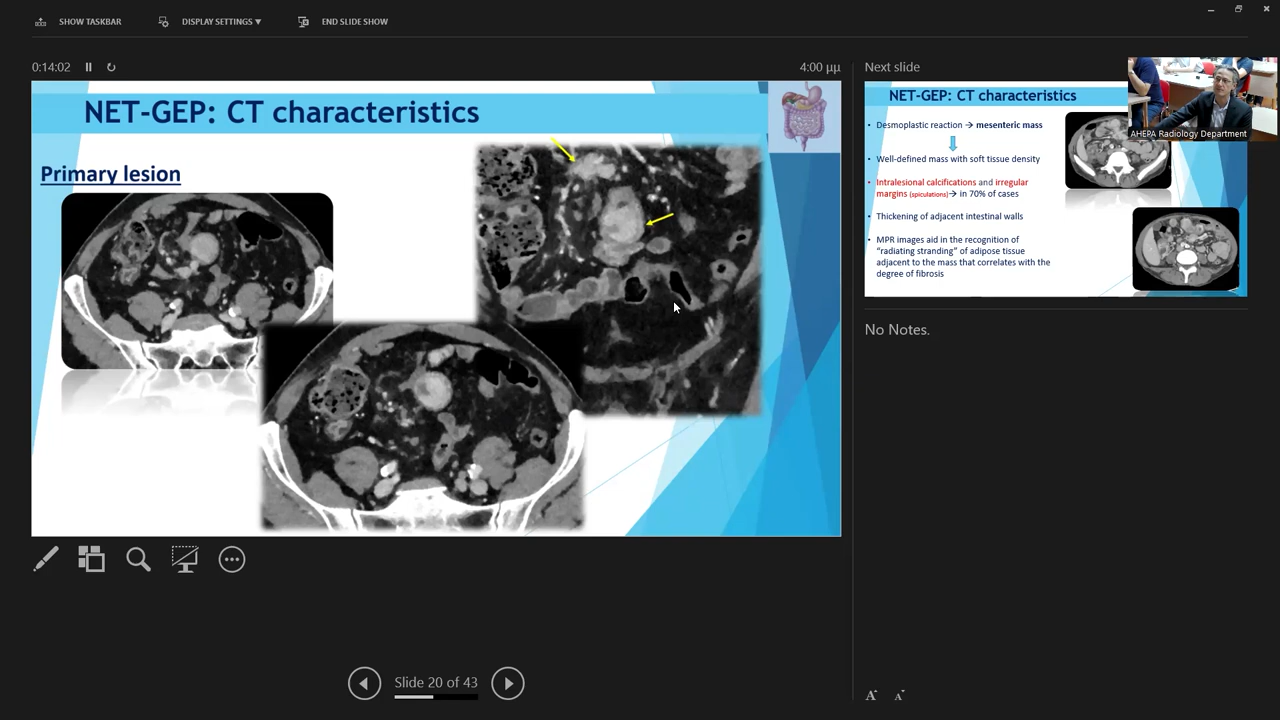 SHOW TASKBAR
DISPLAY SETTINGS ▼
END SLIDE SHOW
0:14:02
4:00 μμ
NET-GEP: CT characteristics
Primary lesion
Slide 20 of 43
Next slide
NET-GEP: CT characteristics
• Desmoplastic reaction → mesenteric mass
• Well-defined mass with soft tissue density
• Intralesional calcifications and irregular
margins (spiculations)→ in 70% of cases
• Thickening of adjacent intestinal walls
• MPR images aid in the recognition of
“radiating stranding” of adipose tissue
adjacent to the mass that correlates with the
degree of fibrosis
AHEPA Radiology Department
No Notes.
A A